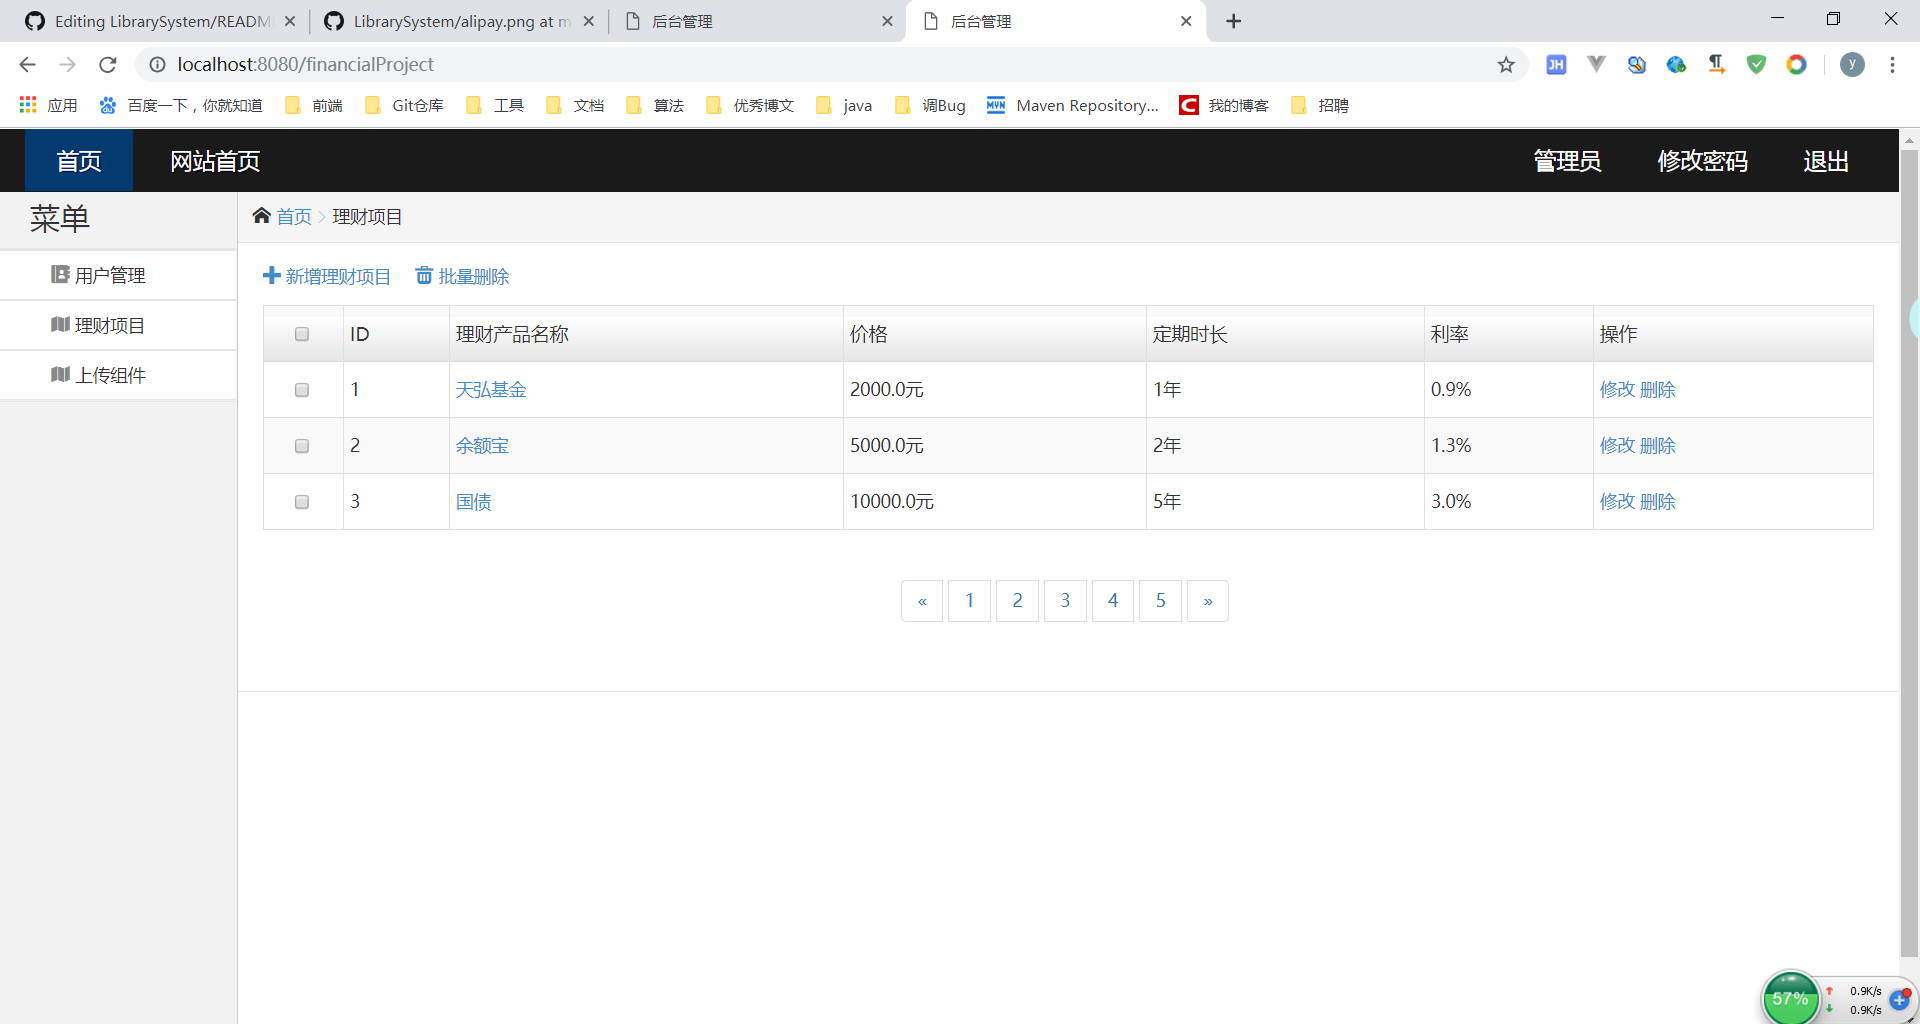 Editing LibrarySystem/READM
LibrarySystem/alipay.png at m
后台管理
后台管理
localhost:8080/financialProject
JH
y
应用
百度一下，你就知道
前端
Git仓库
工具
文档
算法
优秀博文
java
调Bug
MVN Maven Repository...
C 我的博客
招聘
首页 网站首页 管理员 修改密码 退出
菜单
用户管理
理财项目
上传组件
首页 > 理财项目
新增理财项目 批量删除
ID 理财产品名称 价格 定期时长 利率 操作
1 天弘基金 2000.0元 1年 0.9% 修改 删除
2 余额宝 5000.0元 2年 1.3% 修改 删除
3 国债 10000.0元 5年 3.0% 修改 删除
« 1 2 3 4 5 »
57%
0.9K/s
0.9K/s